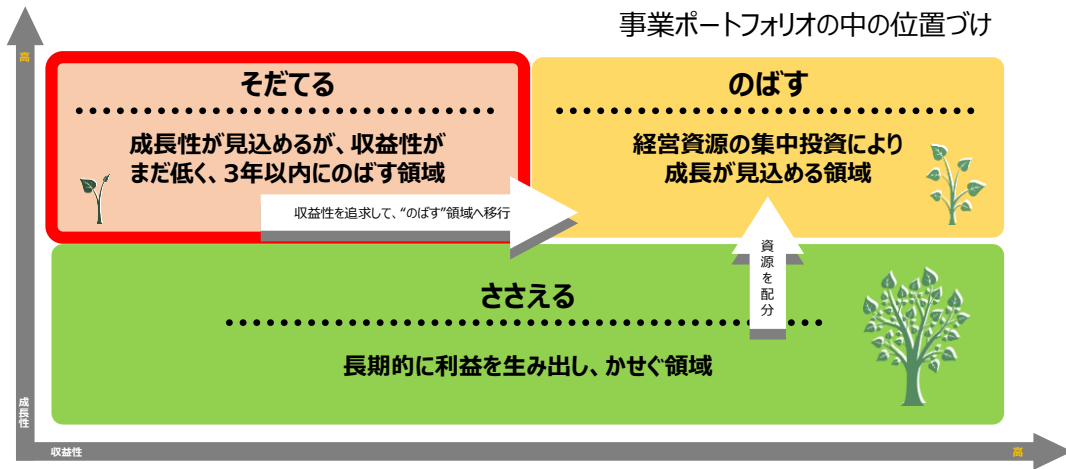 事業ポートフォリオの中の位置づけ
高
そだてる
成長性が見込めるが、収益性が
まだ低く、3年以内にのばす領域
収益性を追求して、“のばす”領域へ移行
のばす
経営資源の集中投資により
成長が見込める領域
資源を配分
ささえる
長期的に利益を生み出し、かせぐ領域
成長性
収益性
高